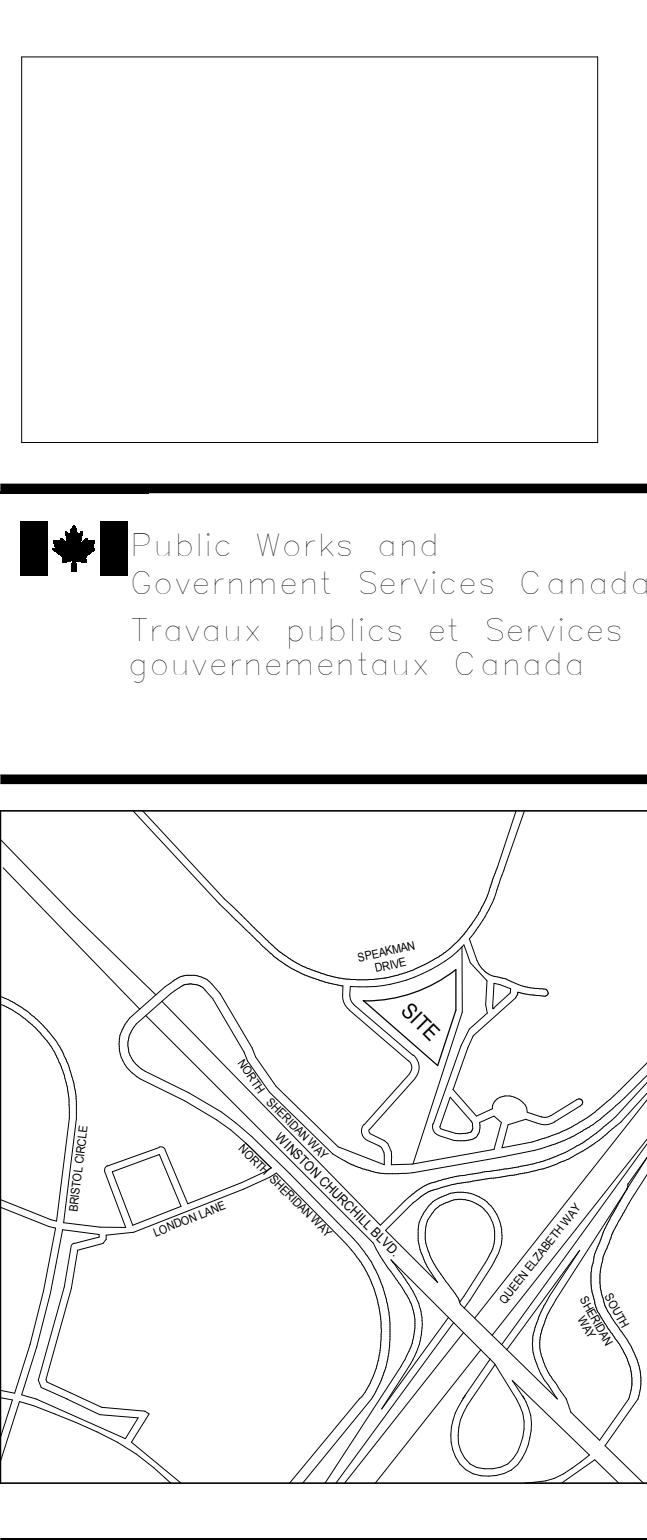 Public Works and
Government Services Canada
Travaux publics et Services
gouvernementaux Canada
SPEAKMAN
DRIVE
SITE
NORTH SHERIDAN WAY
WINSTON CHURCHILL BLVD.
NORTH SHERIDAN WAY
BRISTOL CIRCLE
LONDON LANE
QUEEN ELZABETH WAY
SOUTH
SHERIDAN
WAY